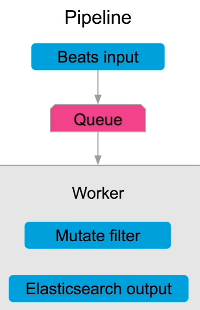 Pipeline
Beats input
Queue
Worker
Mutate filter
Elasticsearch output